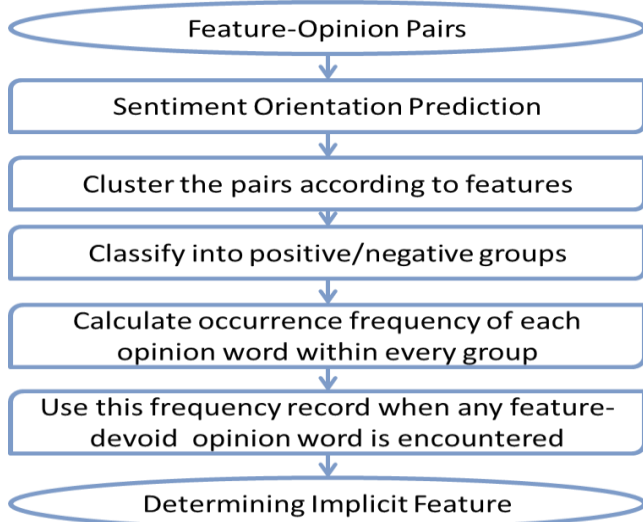 Feature-Opinion Pairs
Sentiment Orientation Prediction
Cluster the pairs according to features
Classify into positive/negative groups
Calculate occurrence frequency of each
opinion word within every group
Use this frequency record when any feature-
devoid opinion word is encountered
Determining Implicit Feature